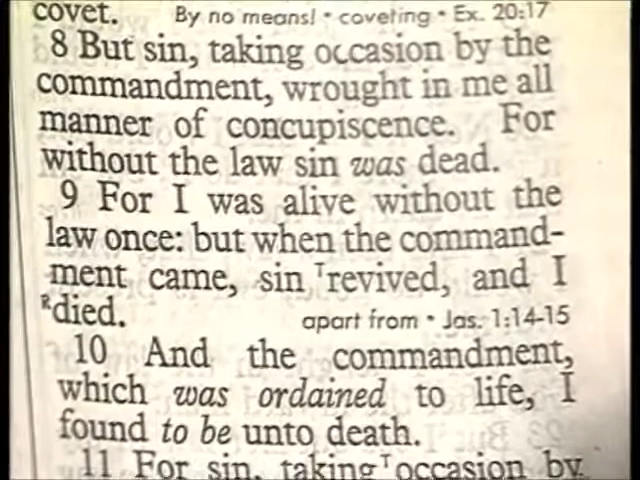 covet. By no means! • coveting • Ex. 20:17
8 But sin, taking occasion by the
commandment, wrought in me all
manner of concupiscence. For
without the law sin was dead.
9 For I was alive without the
law once: but when the command-
ment came, sin ᵀrevived, and I
ᴿdied. apart from • Jas. 1:14-15
10 And the commandment,
which was ordained to life, I
found to be unto death.
11 For sin, taking ᵀoccasion by